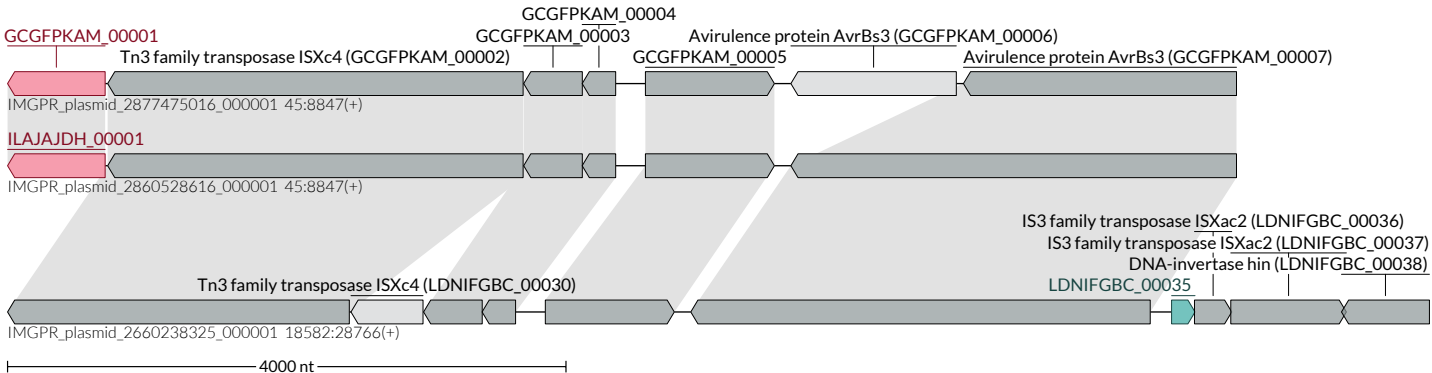 GCGFPKAM_00004
GCGFPKAM_00001 GCGFPKAM_00003 Avirulence protein AvrBs3 (GCGFPKAM_00006)
Tn3 family transposase ISXc4 (GCGFPKAM_00002) GCGFPKAM_00005 Avirulence protein AvrBs3 (GCGFPKAM_00007)
IMGPR_plasmid_2877475016_000001 45:8847(+)
ILAJAJDH_00001
IMGPR_plasmid_2860528616_000001 45:8847(+)
IS3 family transposase ISXac2 (LDNIFGBC_00036)
IS3 family transposase ISXac2 (LDNIFGBC_00037)
DNA-invertase hin (LDNIFGBC_00038)
Tn3 family transposase ISXc4 (LDNIFGBC_00030) LDNIFGBC_00035
IMGPR_plasmid_2660238325_000001 18582:28766(+)
4000 nt